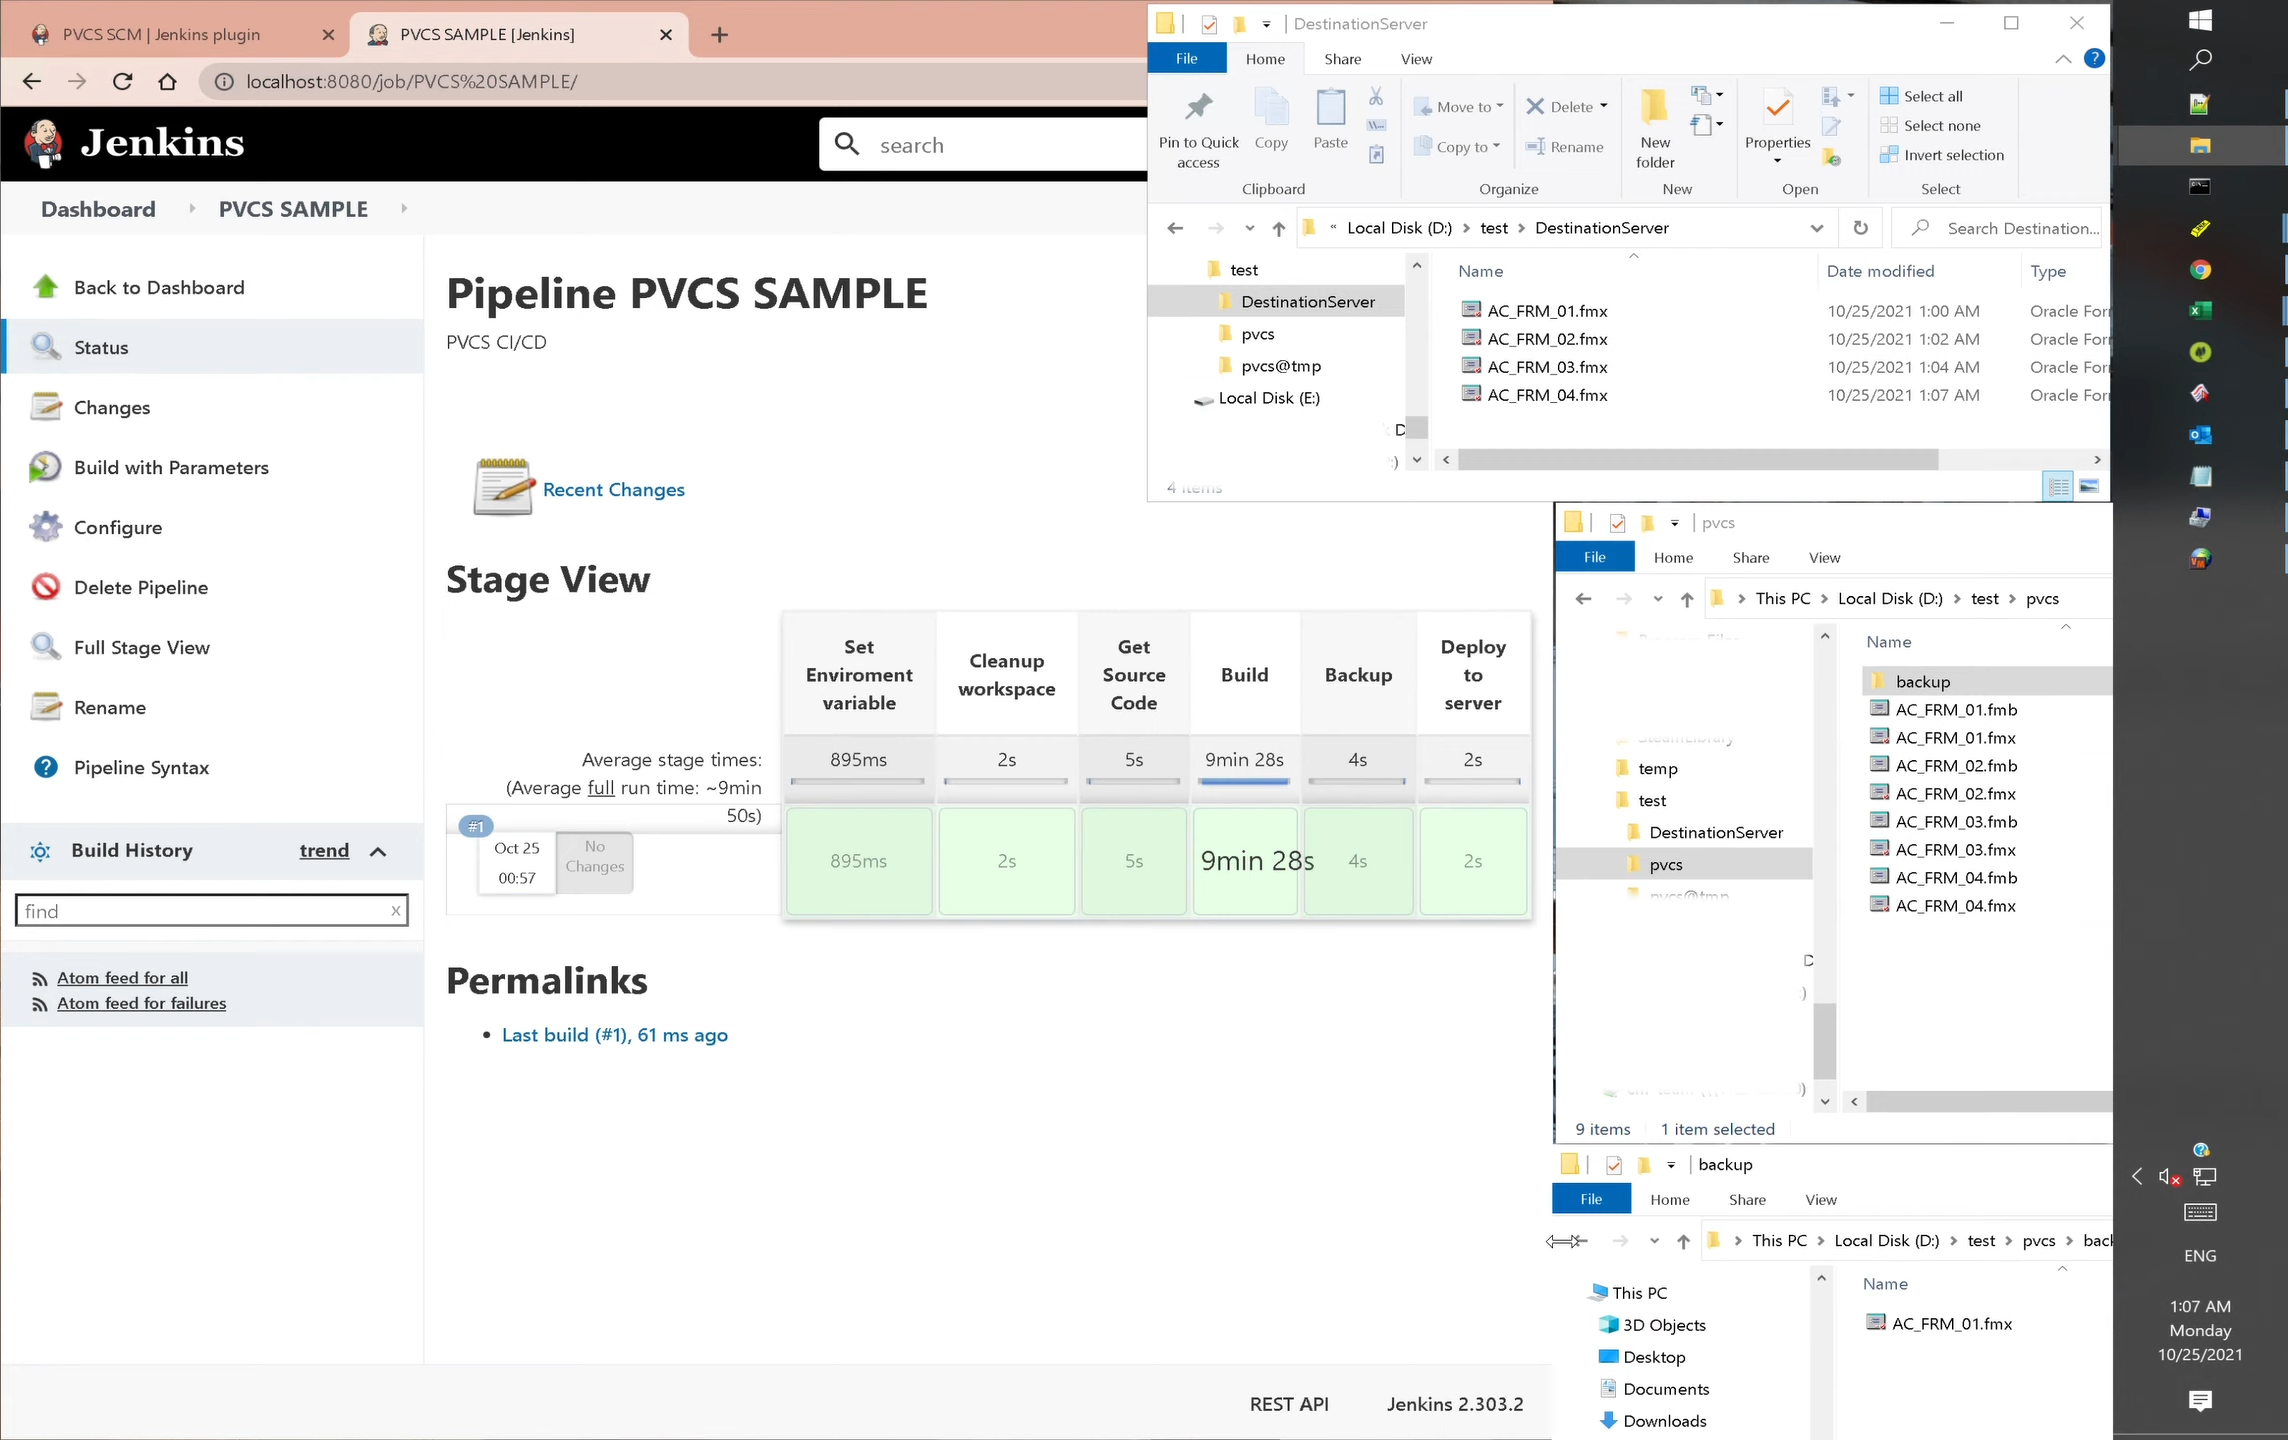 PVCS SCM | Jenkins plugin
PVCS SAMPLE [Jenkins]
localhost:8080/job/PVCS%20SAMPLE/
Jenkins
search
Dashboard
PVCS SAMPLE
Back to Dashboard
Status
Changes
Build with Parameters
Configure
Delete Pipeline
Full Stage View
Rename
Pipeline Syntax
Build History
trend
find
x
Atom feed for all
Atom feed for failures
Pipeline PVCS SAMPLE
PVCS CI/CD
Recent Changes
Stage View
Set Enviroment variable
Cleanup workspace
Get Source Code
Build
Backup
Deploy to server
Average stage times:
(Average full run time: ~9min
50s)
895ms
2s
5s
9min 28s
4s
2s
#1
Oct 25
00:57
No Changes
895ms
2s
5s
9min 28s
4s
2s
Permalinks
Last build (#1), 61 ms ago
REST API
Jenkins 2.303.2
DestinationServer
File
Home
Share
View
Pin to Quick access
Copy
Paste
Clipboard
Move to
Copy to
Delete
Rename
Organize
New folder
New
Properties
Open
Select all
Select none
Invert selection
Select
« Local Disk (D:) > test > DestinationServer
Search Destination...
test
DestinationServer
pvcs
pvcs@tmp
Local Disk (E:)
D
:)
Name
Date modified
Type
AC_FRM_01.fmx 10/25/2021 1:00 AM Oracle For
AC_FRM_02.fmx 10/25/2021 1:02 AM Oracle For
AC_FRM_03.fmx 10/25/2021 1:04 AM Oracle For
AC_FRM_04.fmx 10/25/2021 1:07 AM Oracle For
4 items
pvcs
File
Home
Share
View
This PC > Local Disk (D:) > test > pvcs
temp
test
DestinationServer
pvcs
pvcs@tmp
D
)
)
Name
backup
AC_FRM_01.fmb
AC_FRM_01.fmx
AC_FRM_02.fmb
AC_FRM_02.fmx
AC_FRM_03.fmb
AC_FRM_03.fmx
AC_FRM_04.fmb
AC_FRM_04.fmx
9 items
1 item selected
backup
File
Home
Share
View
This PC > Local Disk (D:) > test > pvcs > back
This PC
3D Objects
Desktop
Documents
Downloads
Name
AC_FRM_01.fmx
ENG
1:07 AM
Monday
10/25/2021